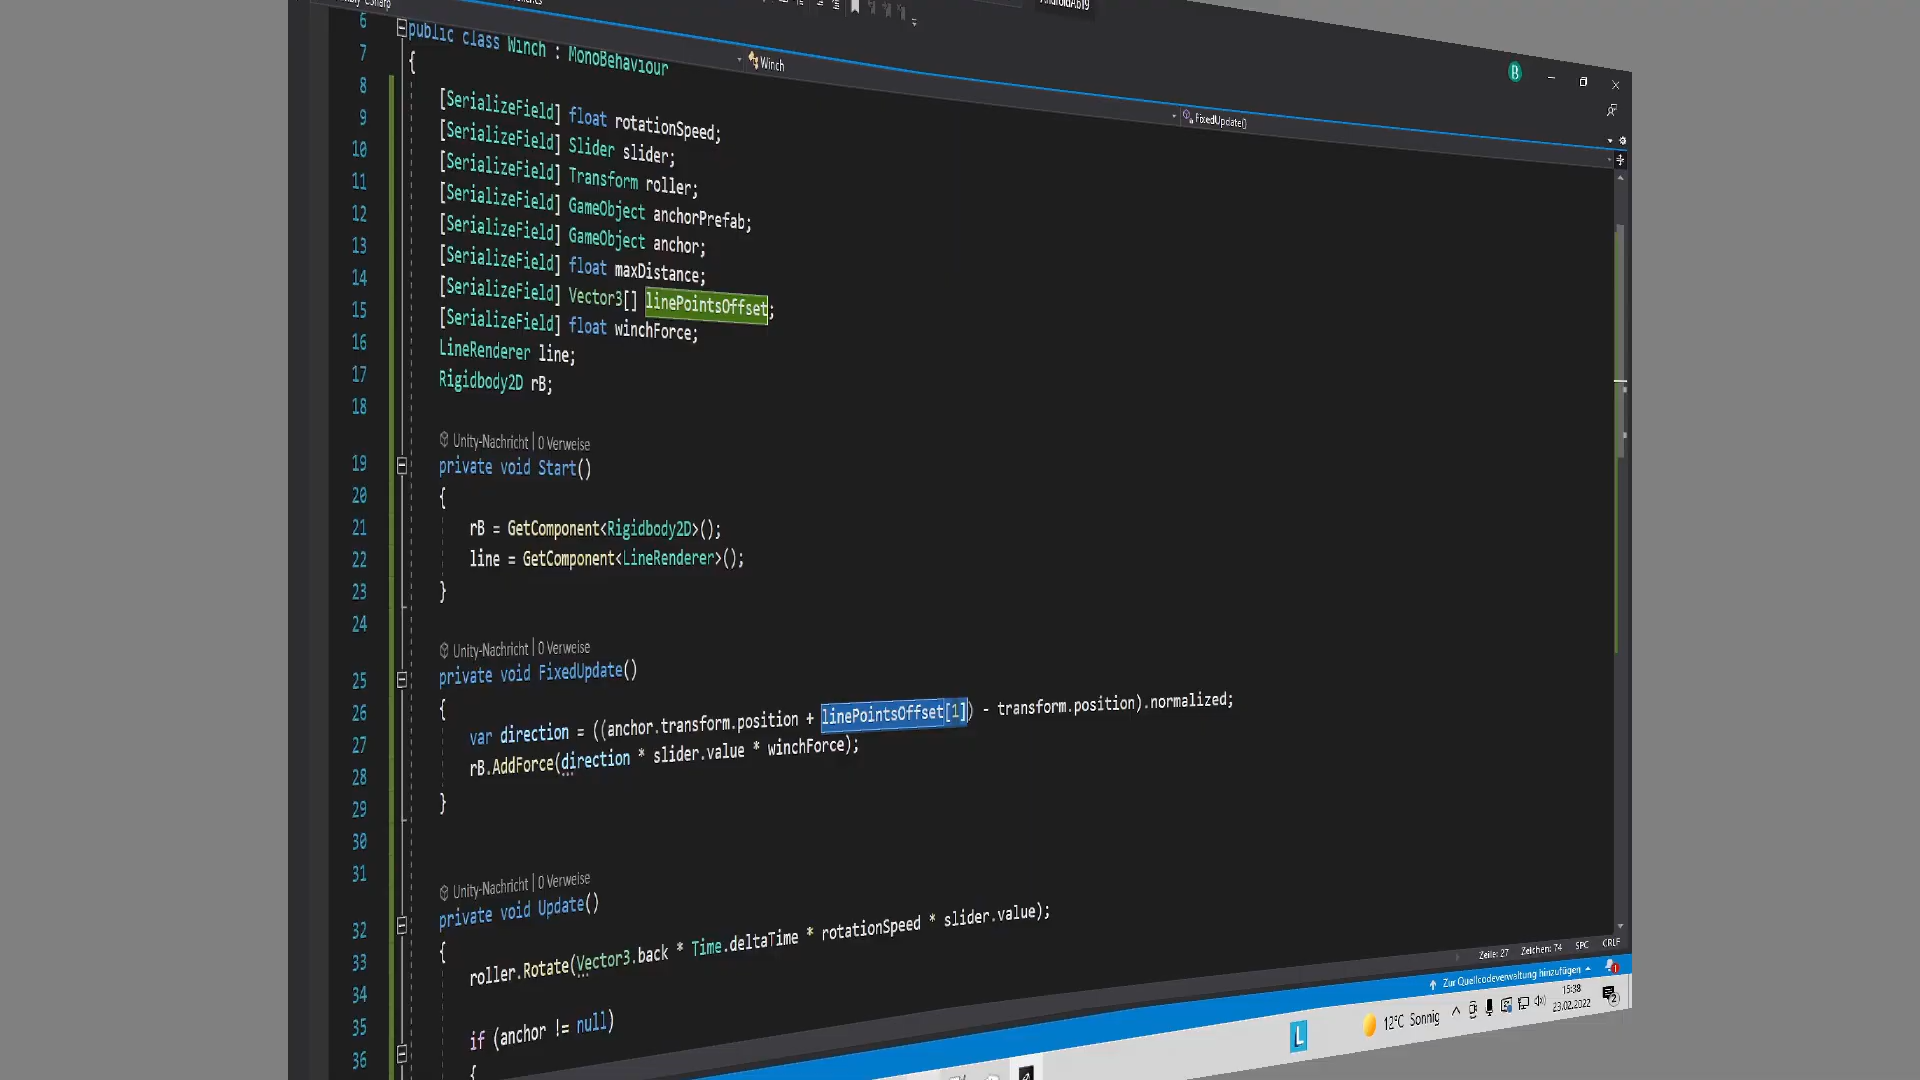 AndroidAb19
Winch
FixedUpdate()
B
6 public class Winch : MonoBehaviour
7 {
8
9 [SerializeField] float rotationSpeed;
10 [SerializeField] Slider slider;
11 [SerializeField] Transform roller;
12 [SerializeField] GameObject anchorPrefab;
13 [SerializeField] GameObject anchor;
14 [SerializeField] float maxDistance;
15 [SerializeField] Vector3[] linePointsOffset;
16 [SerializeField] float winchForce;
17 LineRenderer line;
18 Rigidbody2D rB;
Unity-Nachricht | 0 Verweise
19 private void Start()
20 {
21 rB = GetComponent<Rigidbody2D>();
22 line = GetComponent<LineRenderer>();
23 }
24
Unity-Nachricht | 0 Verweise
25 private void FixedUpdate()
26 {
27 var direction = ((anchor.transform.position + linePointsOffset[1]) - transform.position).normalized;
28 rB.AddForce(direction * slider.value * winchForce);
29 }
30
31
Unity-Nachricht | 0 Verweise
32 private void Update()
33 {
34 roller.Rotate(Vector3.back * Time.deltaTime * rotationSpeed * slider.value);
35
36 if (anchor != null)
{
Zeile: 27 Zeichen: 74 SPC CRLF
Zur Quellcodeverwaltung hinzufügen 1
L 12°C Sonnig 15:38
23.02.2022 2